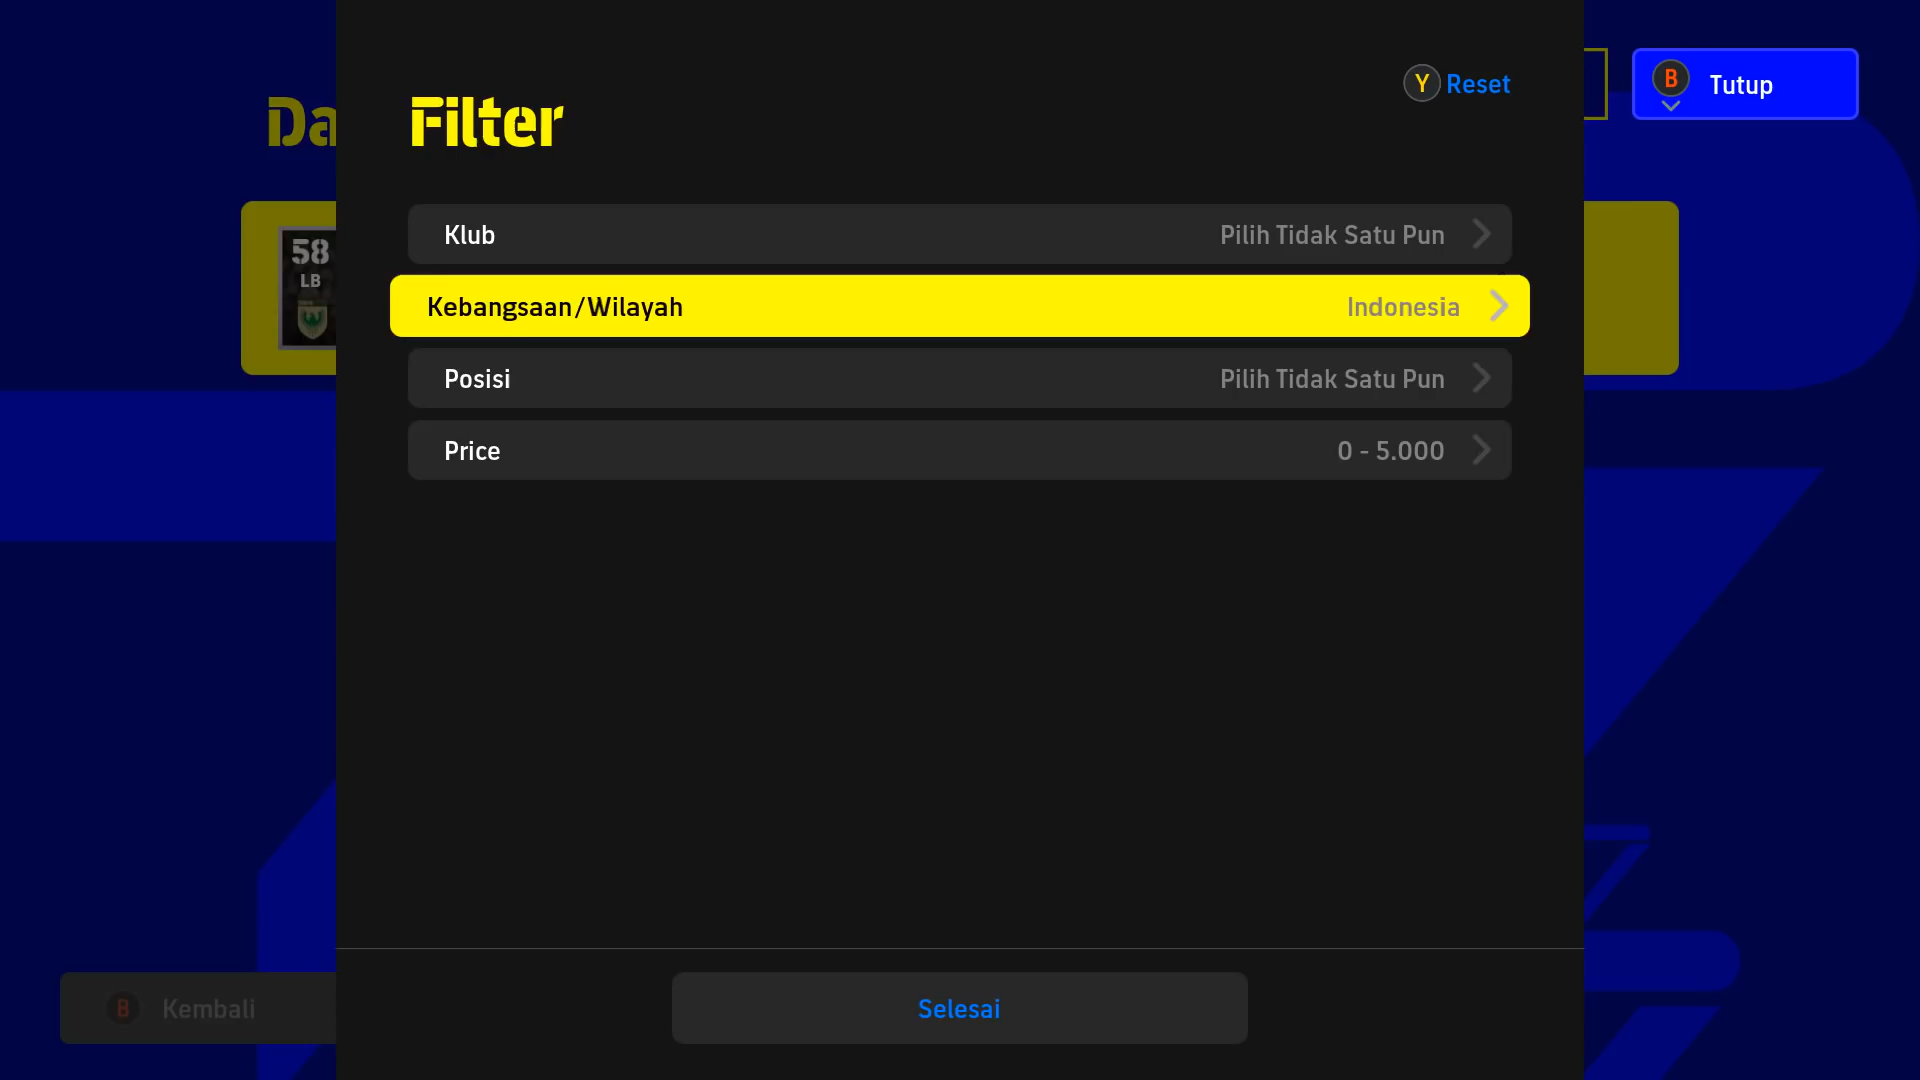 Filter
Y Reset
B Tutup
Da
58
LB
Klub Pilih Tidak Satu Pun
Kebangsaan/Wilayah Indonesia
Posisi Pilih Tidak Satu Pun
Price 0 - 5.000
B Kembali
Selesai